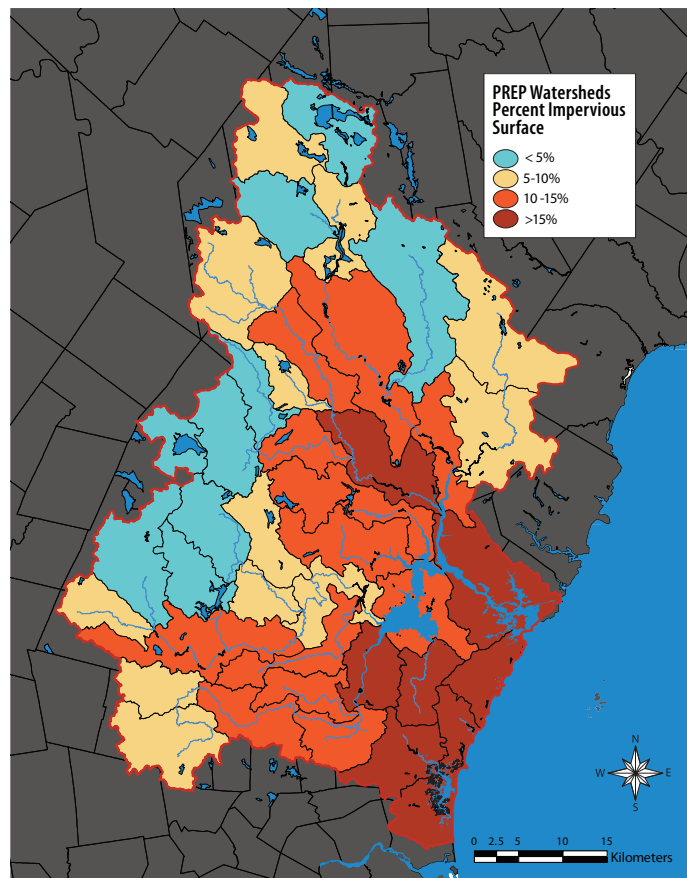 PREP Watersheds
Percent Impervious
Surface
< 5%
5-10%
10 -15%
>15%
N
W E
S
0 2.5 5 10 15
Kilometers